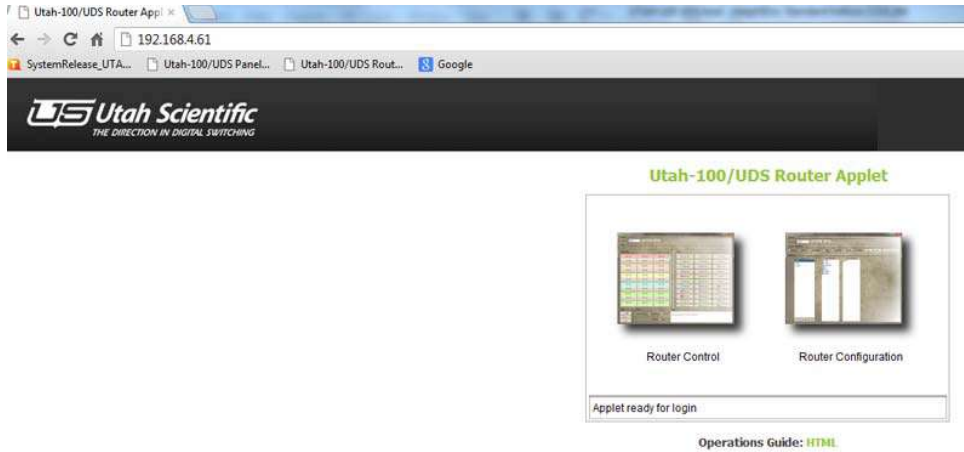 Utah-100/UDS Router Appl
192.168.4.61
SystemRelease_UTA... Utah-100/UDS Panel... Utah-100/UDS Rout... Google
Utah Scientific
THE DIRECTION IN DIGITAL SWITCHING
Utah-100/UDS Router Applet
Router Control Router Configuration
Applet ready for login
Operations Guide: HTML